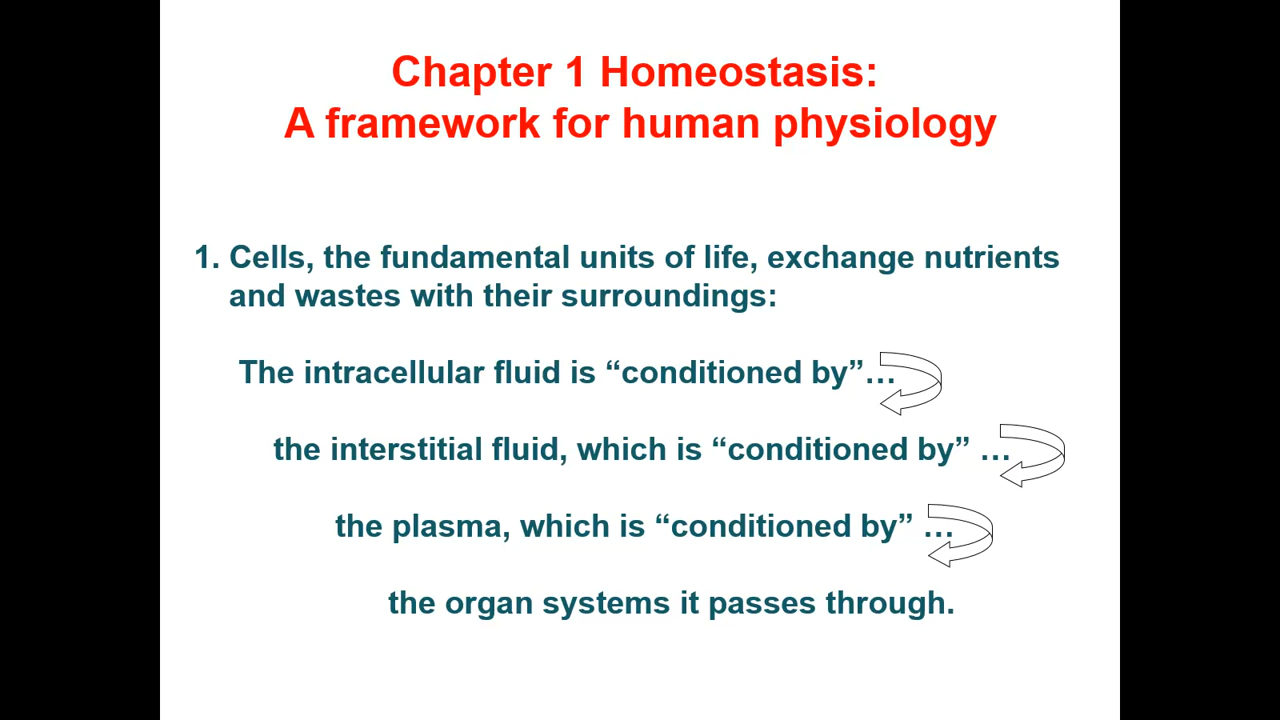 Chapter 1 Homeostasis:
A framework for human physiology
1. Cells, the fundamental units of life, exchange nutrients
and wastes with their surroundings:
The intracellular fluid is “conditioned by”…
the interstitial fluid, which is “conditioned by” …
the plasma, which is “conditioned by” …
the organ systems it passes through.